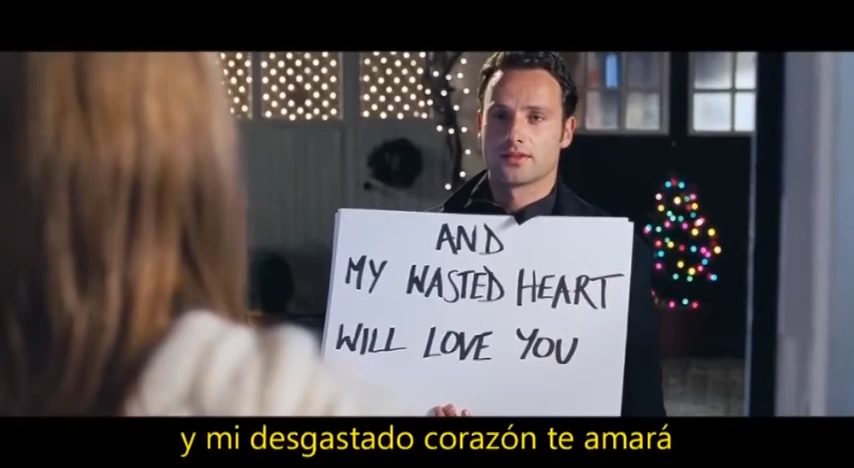 AND
MY WASTED HEART
WILL LOVE YOU
y mi desgastado corazón te amará